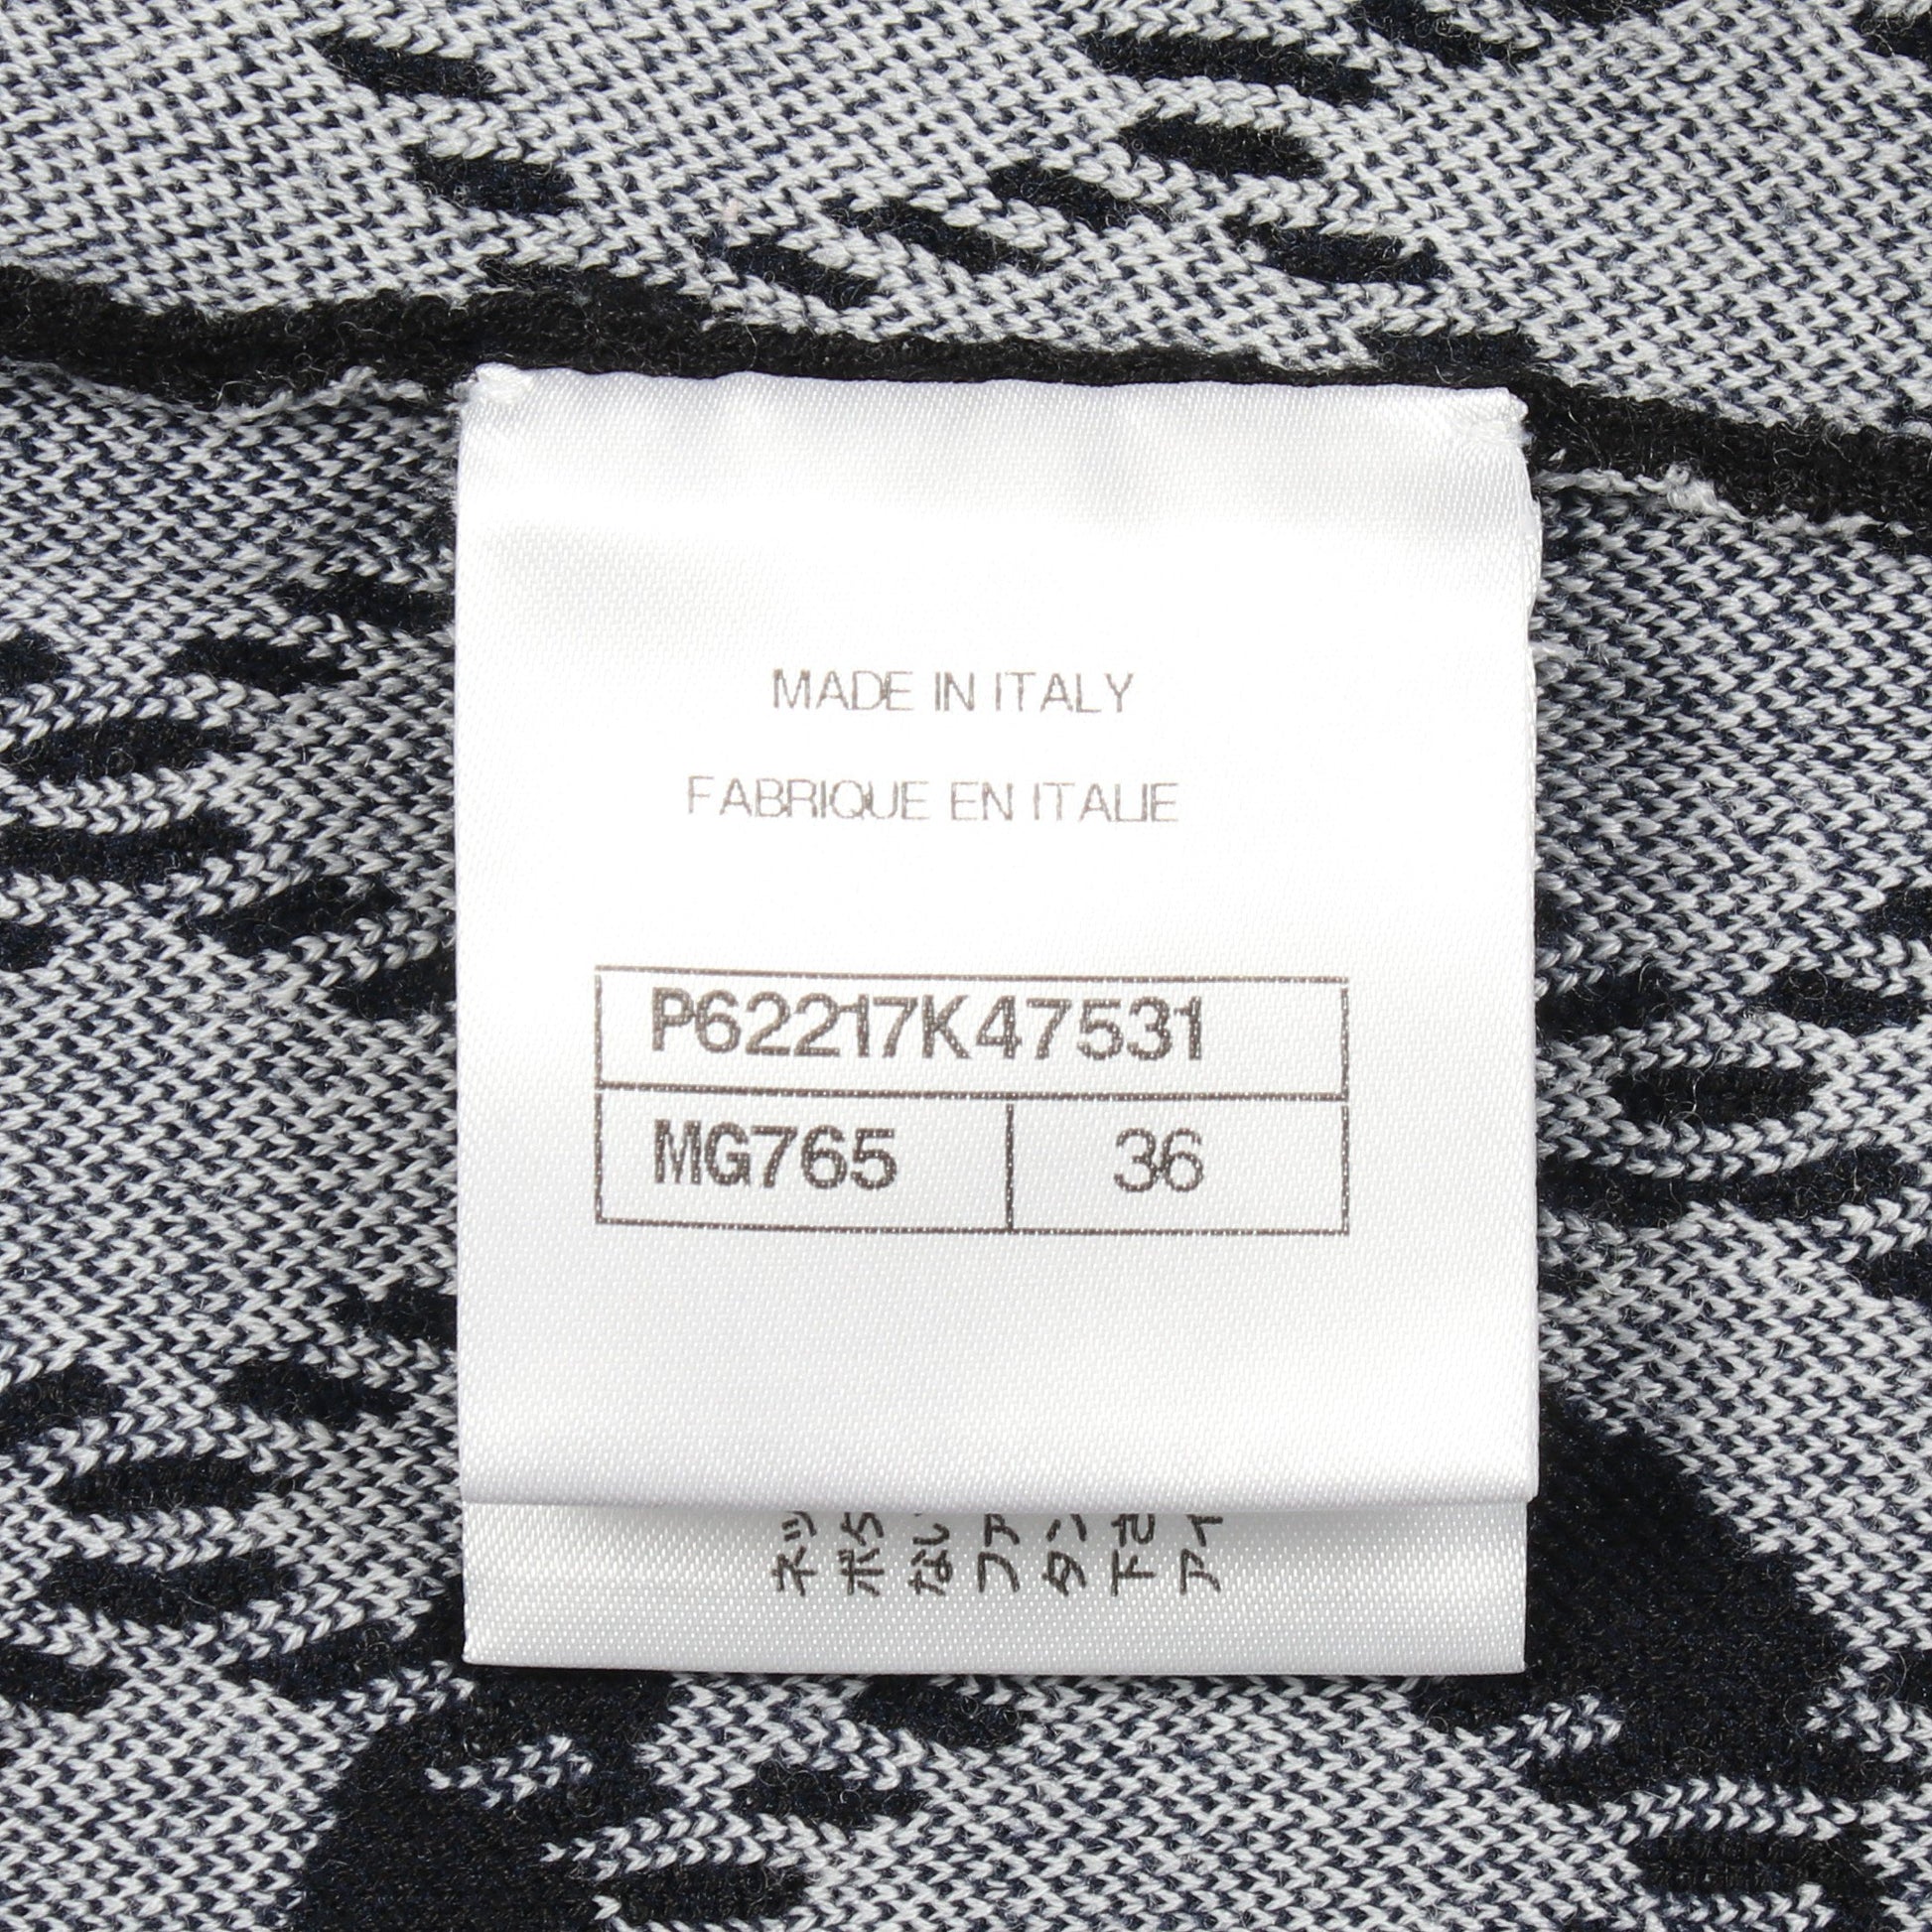 MADE IN ITALY
FABRIQUE EN ITALIE
P62217K47531
MG765 36